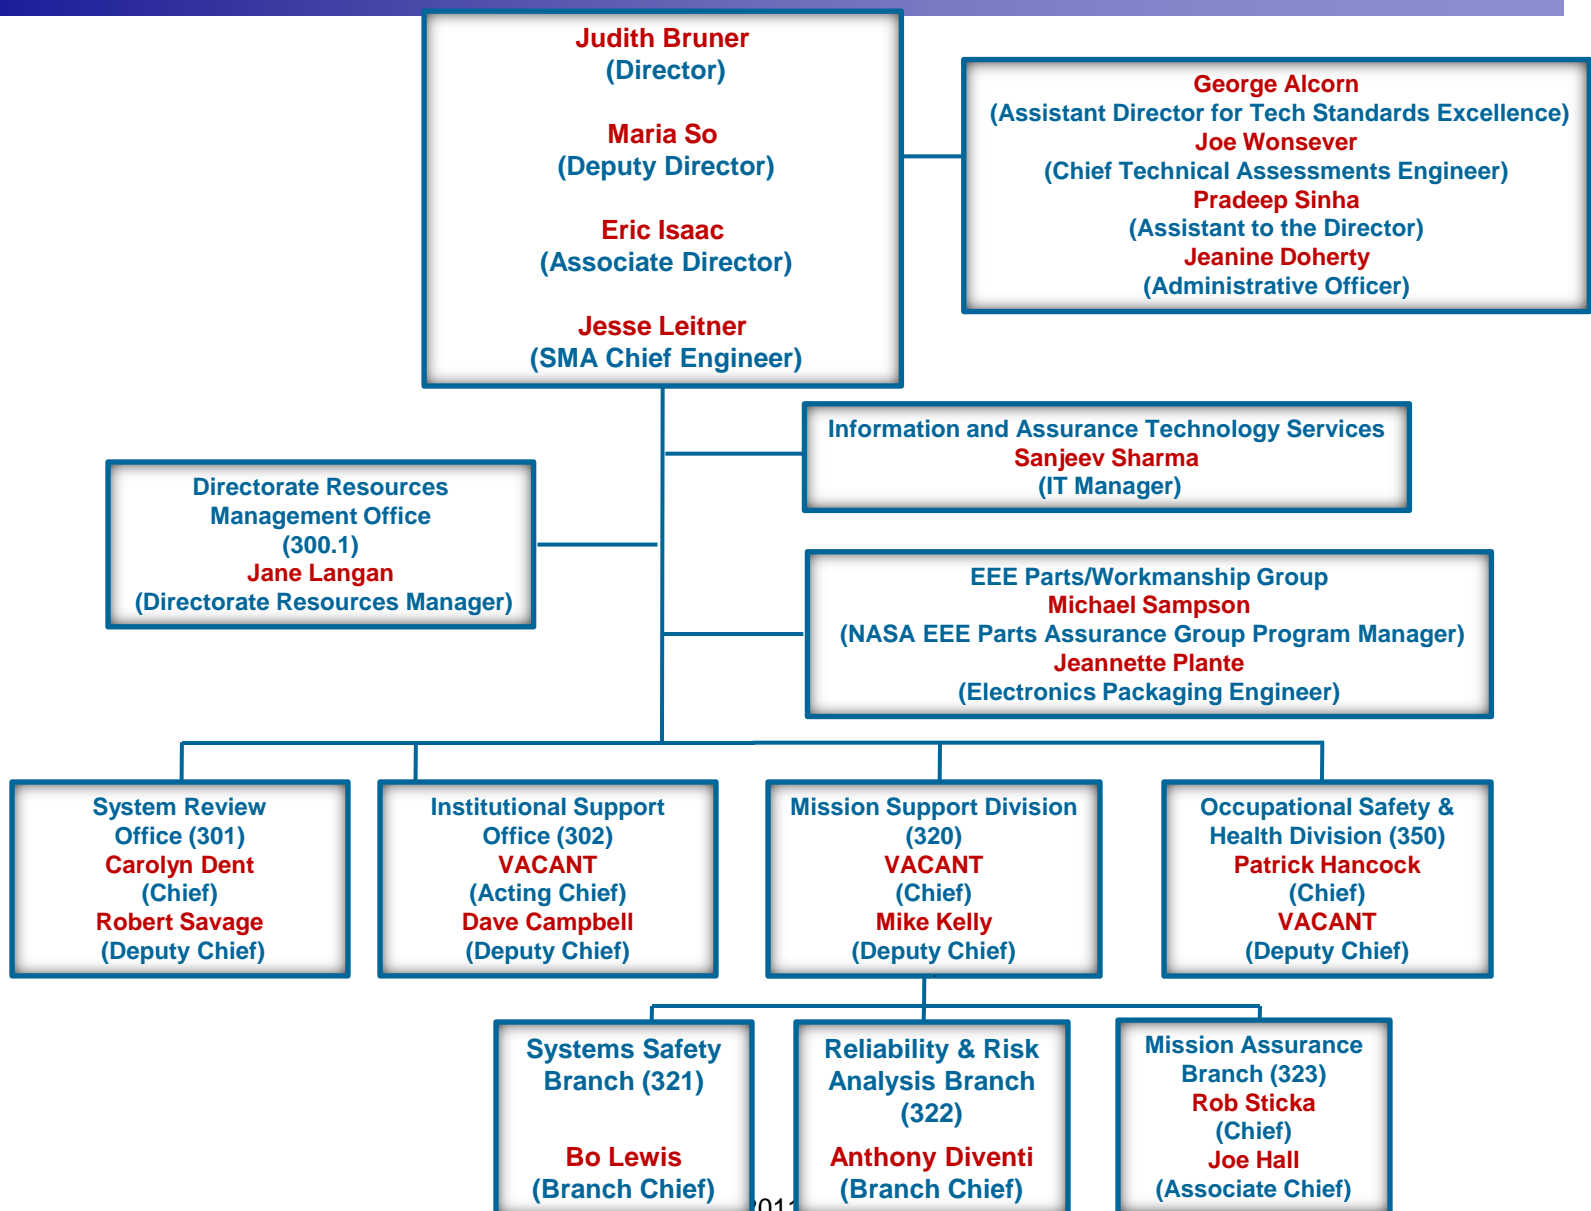 Judith Bruner
(Director)
Maria So
(Deputy Director)
Eric Isaac
(Associate Director)
Jesse Leitner
(SMA Chief Engineer)
George Alcorn
(Assistant Director for Tech Standards Excellence)
Joe Wonsever
(Chief Technical Assessments Engineer)
Pradeep Sinha
(Assistant to the Director)
Jeanine Doherty
(Administrative Officer)
Information and Assurance Technology Services
Sanjeev Sharma
(IT Manager)
Directorate Resources
Management Office
(300.1)
Jane Langan
(Directorate Resources Manager)
EEE Parts/Workmanship Group
Michael Sampson
(NASA EEE Parts Assurance Group Program Manager)
Jeannette Plante
(Electronics Packaging Engineer)
System Review
Office (301)
Carolyn Dent
(Chief)
Robert Savage
(Deputy Chief)
Institutional Support
Office (302)
VACANT
(Acting Chief)
Dave Campbell
(Deputy Chief)
Mission Support Division
(320)
VACANT
(Chief)
Mike Kelly
(Deputy Chief)
Occupational Safety &
Health Division (350)
Patrick Hancock
(Chief)
VACANT
(Deputy Chief)
Systems Safety
Branch (321)
Bo Lewis
(Branch Chief)
Reliability & Risk
Analysis Branch
(322)
Anthony Diventi
(Branch Chief)
Mission Assurance
Branch (323)
Rob Sticka
(Chief)
Joe Hall
(Associate Chief)